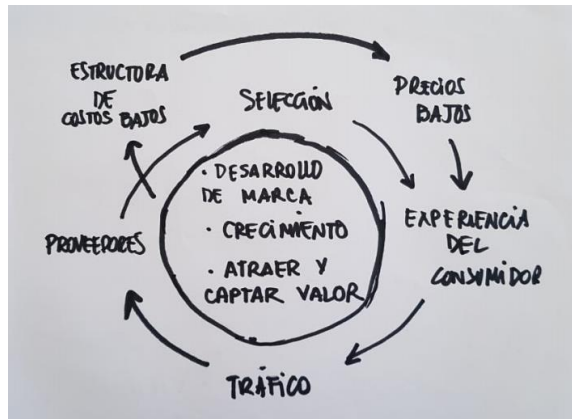 ESTRUCTURA
DE
COSTOS BAJOS
SELECCIÓN
PRECIOS
BAJOS
• DESARROLLO
DE MARCA
• CRECIMIENTO
• ATRAER Y
CAPTAR VALOR
PROVEEDORES
EXPERIENCIA
DEL
CONSUMIDOR
TRÁFICO